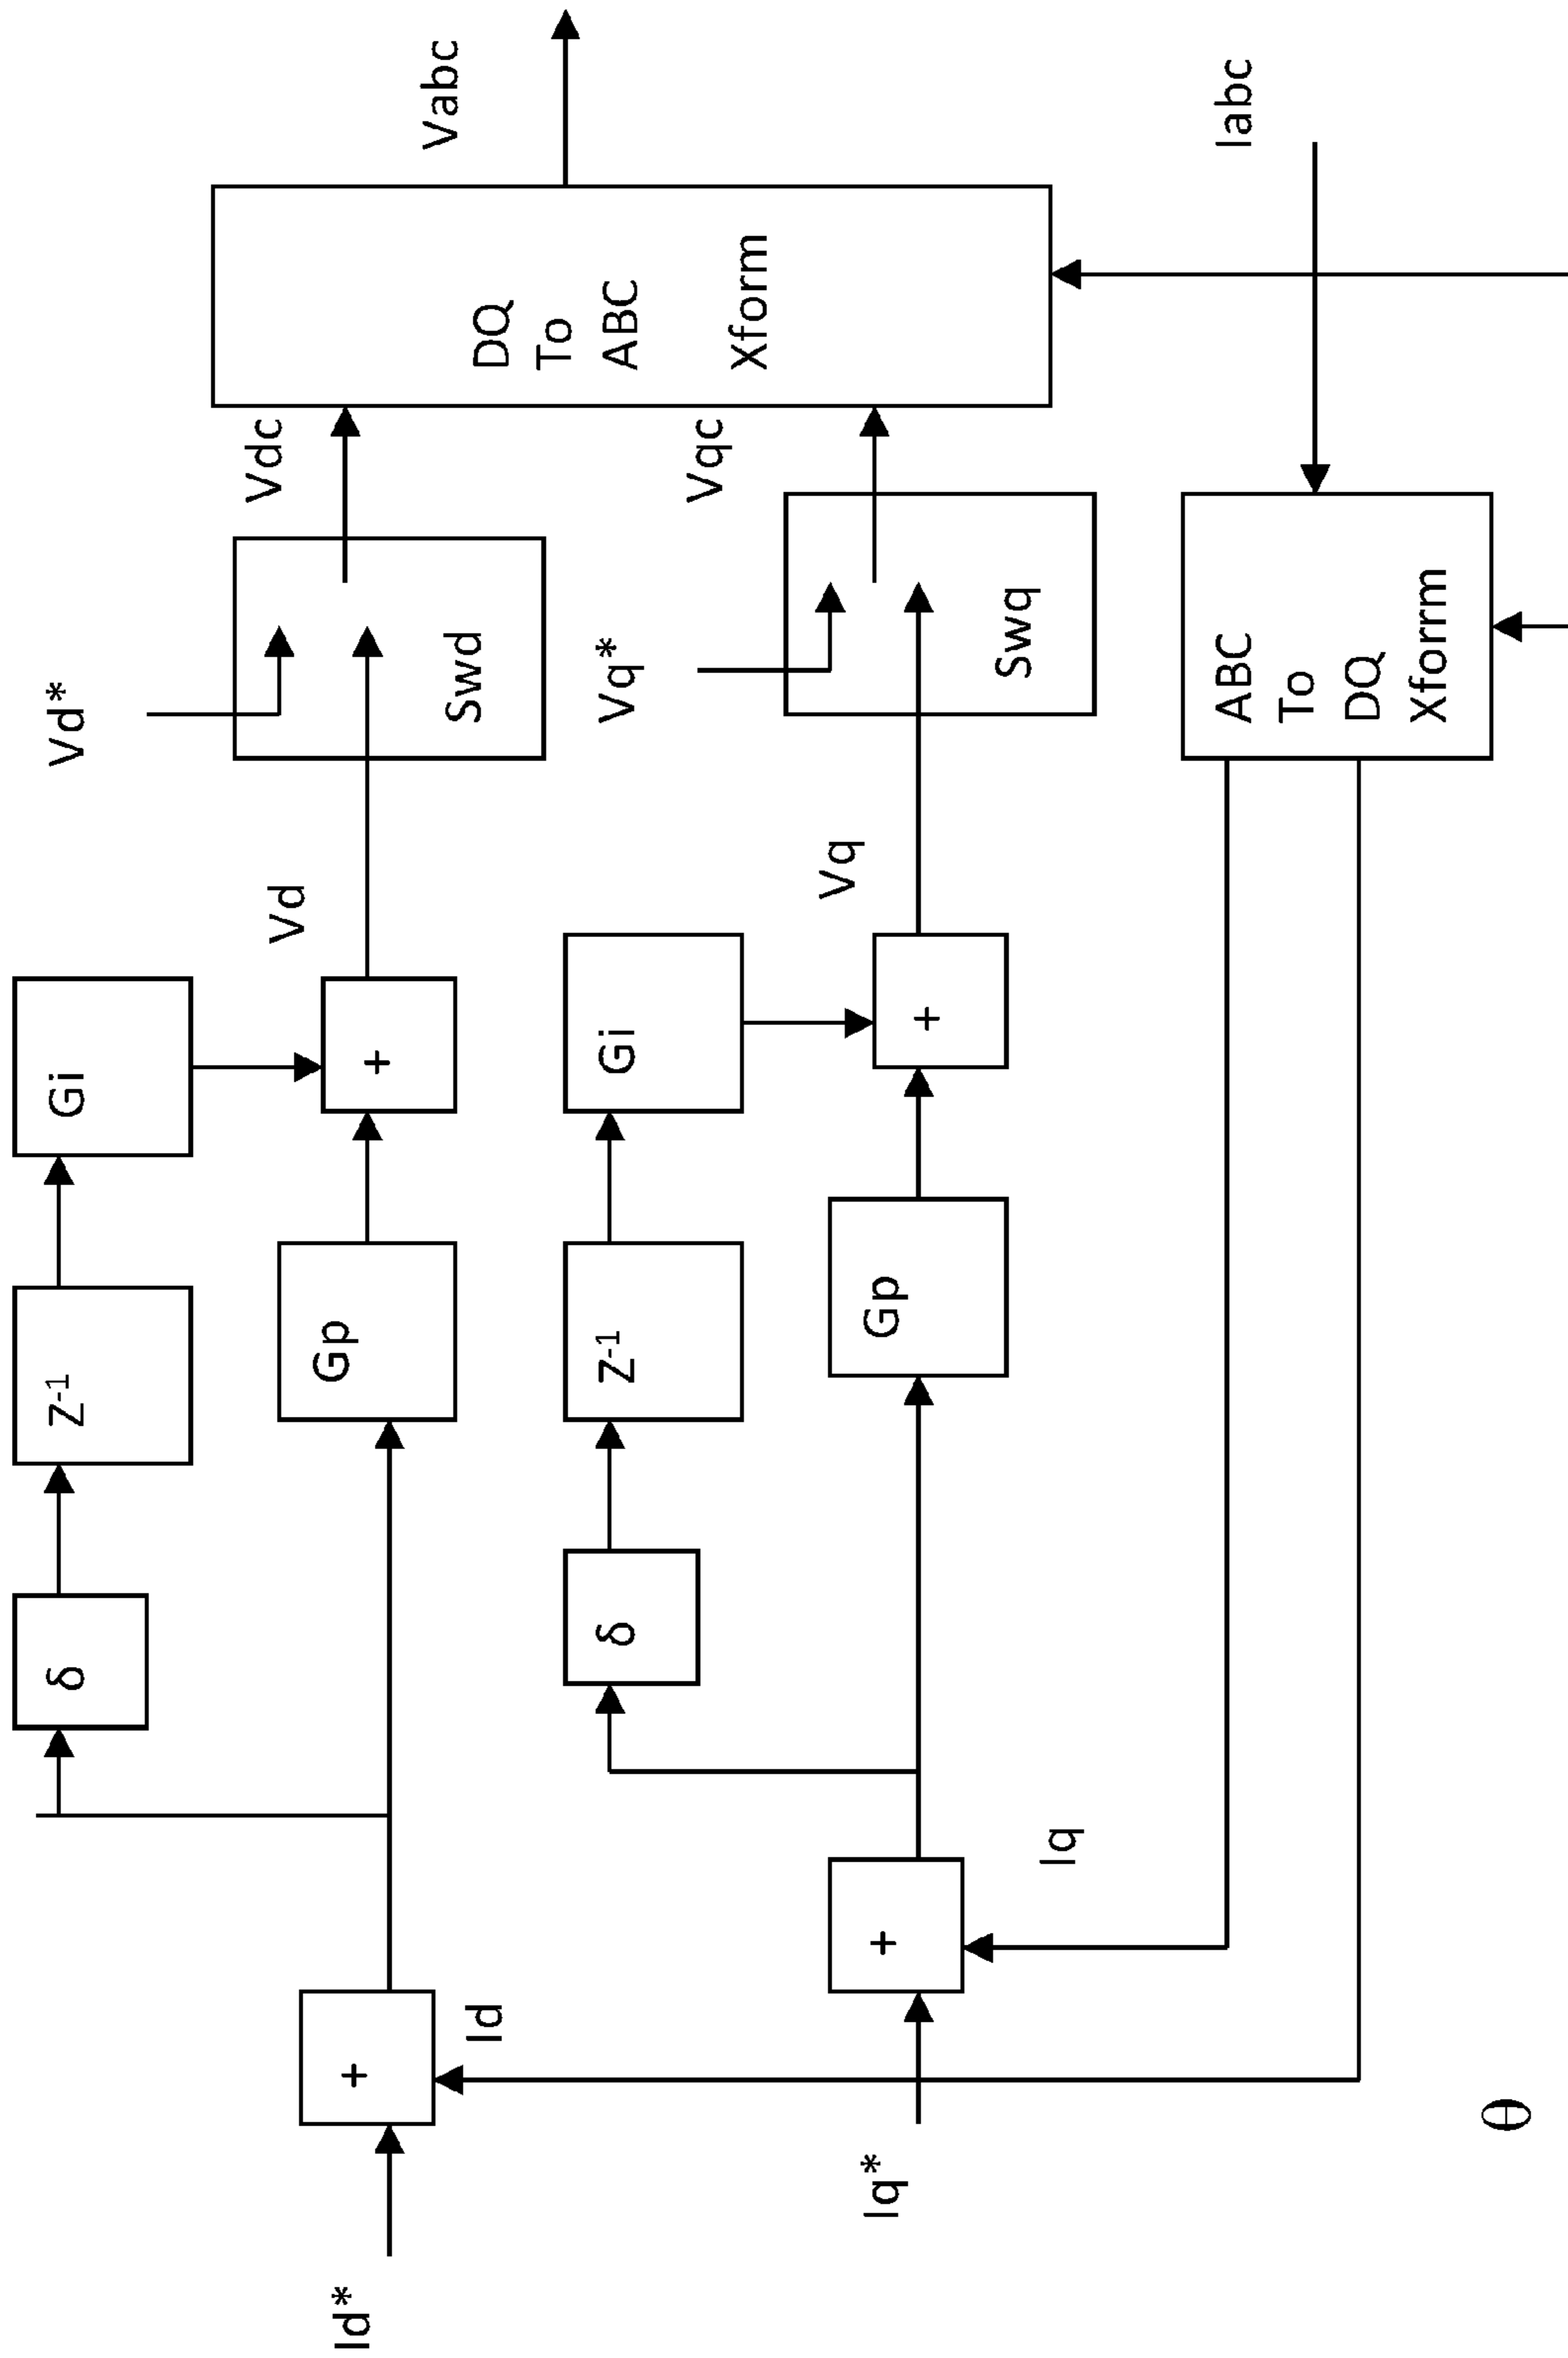 δ
Z-1
Gi
Vd*
Id*
+
Gp
+
Vd
Swd
Vdc
Id
DQ
To
ABC
Xform
Vabc
δ
Z-1
Gi
Vq*
Iq*
+
Gp
+
Vq
Swq
Vqc
Iq
ABC
To
DQ
Xform
Iabc
θ